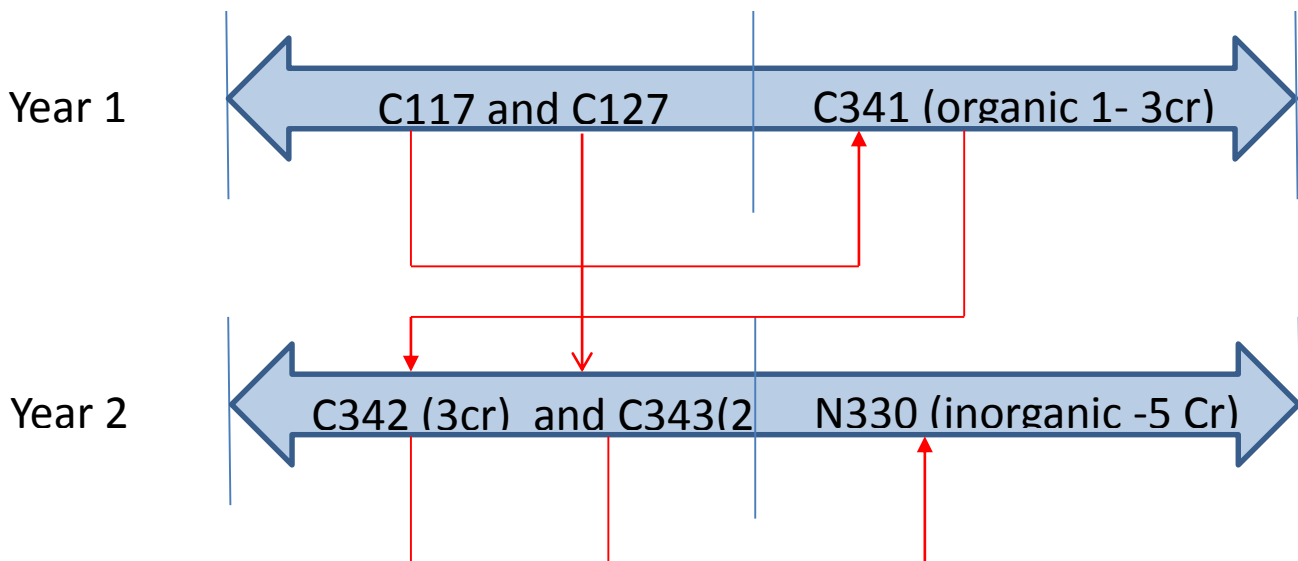 Year 1
C117 and C127
C341 (organic 1- 3cr)
Year 2
C342 (3cr)  and C343(2
N330 (inorganic -5 Cr)